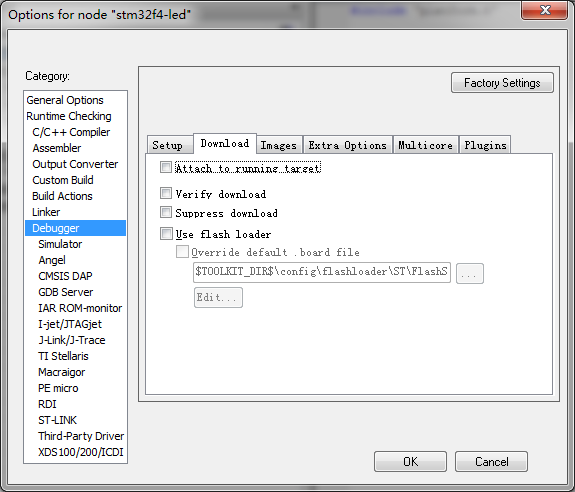 Options for node "stm32f4-led"
Category:
Factory Settings
General Options
Runtime Checking
C/C++ Compiler
Assembler
Output Converter
Custom Build
Build Actions
Linker
Debugger
Simulator
Angel
CMSIS DAP
GDB Server
IAR ROM-monitor
I-jet/JTAGjet
J-Link/J-Trace
TI Stellaris
Macraigor
PE micro
RDI
ST-LINK
Third-Party Driver
XDS100/200/ICDI
Setup Download Images Extra Options Multicore Plugins
Attach to running target
Verify download
Suppress download
Use flash loader
Override default .board file
$TOOLKIT_DIR$\config\flashloader\ST\FlashS ...
Edit...
OK Cancel